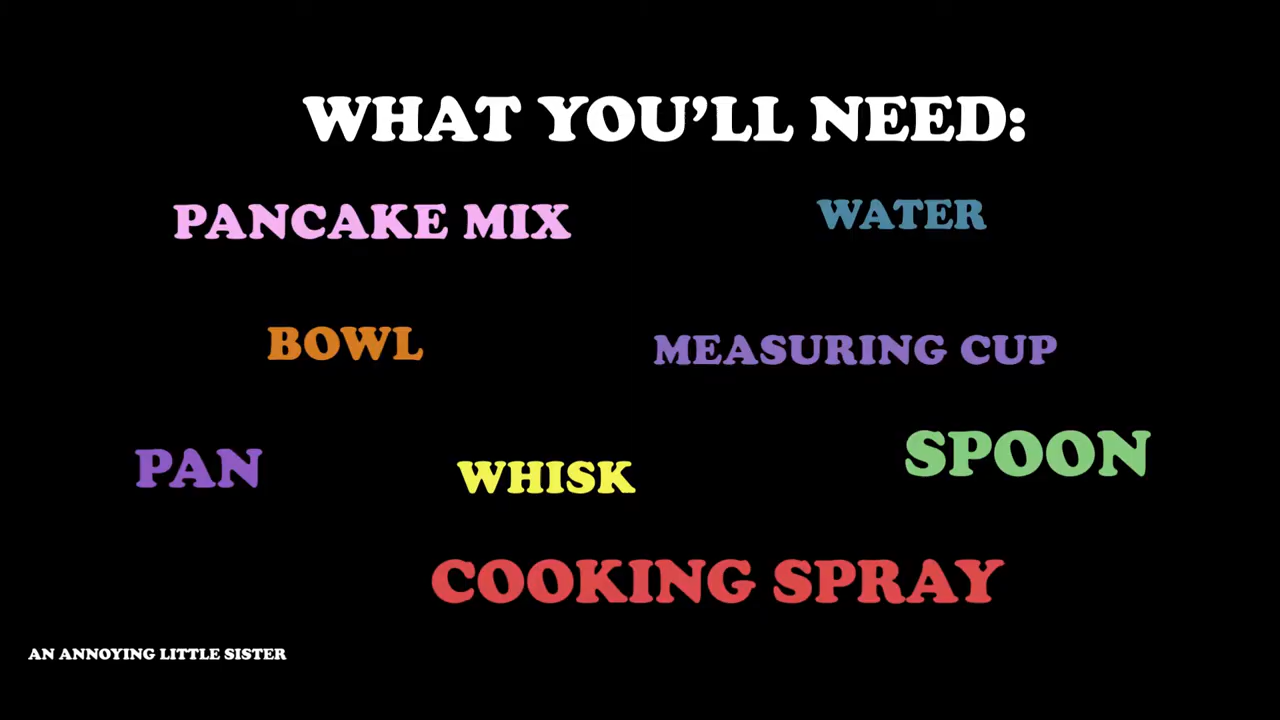 WHAT YOU’LL NEED:
PANCAKE MIX
WATER
BOWL
MEASURING CUP
PAN
WHISK
SPOON
COOKING SPRAY
AN ANNOYING LITTLE SISTER